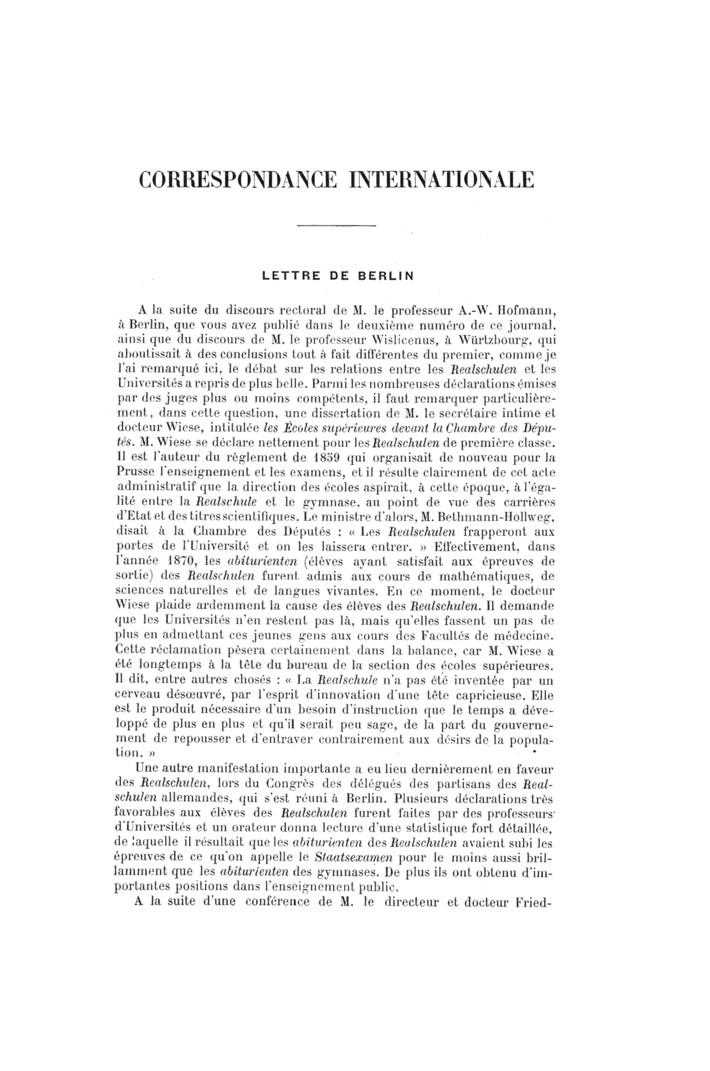 CORRESPONDANCE INTERNATIONALE
LETTRE DE BERLIN
A la suite du discours rectoral de M. le professeur A.-W. Hofmann,
à Berlin, que vous avez publié dans le deuxième numéro de ce journal,
ainsi que du discours de M. le professeur Wislicenus, à Würtzbourg, qui
aboutissait à des conclusions tout à fait différentes du premier, comme je
l'ai remarqué ici, le débat sur les relations entre les Realschulen et les
Universités a repris de plus belle. Parmi les nombreuses déclarations émises
par des juges plus ou moins compétents, il faut remarquer particulière-
ment, dans cette question, une dissertation de M. le secrétaire intime et
docteur Wiese, intitulée les Écoles supérieures devant la Chambre des Dépu-
tés. M. Wiese se déclare nettement pour les Realschulen de première classe.
Il est l'auteur du règlement de 1859 qui organisait de nouveau pour la
Prusse l'enseignement et les examens, et il résulte clairement de cet acte
administratif que la direction des écoles aspirait, à cette époque, à l'éga-
lité entre la Realschule et le gymnase, au point de vue des carrières
d'Etat et des titres scientifiques. Le ministre d'alors, M. Bethmann-Hollweg,
disait à la Chambre des Députés : « Les Realschulen frapperont aux
portes de l'Université et on les laissera entrer. » Effectivement, dans
l'année 1870, les abiturienten (élèves ayant satisfait aux épreuves de
sortie) des Realschulen furent admis aux cours de mathématiques, de
sciences naturelles et de langues vivantes. En ce moment, le docteur
Wiese plaide ardemment la cause des élèves des Realschulen. Il demande
que les Universités n'en restent pas là, mais qu'elles fassent un pas de
plus en admettant ces jeunes gens aux cours des Facultés de médecine.
Cette réclamation pèsera certainement dans la balance, car M. Wiese a
été longtemps à la tête du bureau de la section des écoles supérieures.
Il dit, entre autres chosés : « La Realschule n'a pas été inventée par un
cerveau désœuvré, par l'esprit d'innovation d'une tête capricieuse. Elle
est le produit nécessaire d'un besoin d'instruction que le temps a déve-
loppé de plus en plus et qu'il serait peu sage, de la part du gouverne-
ment de repousser et d'entraver contrairement aux désirs de la popula-
tion. »
Une autre manifestation importante a eu lieu dernièrement en faveur
des Realschulen, lors du Congrès des délégués des partisans des Real-
schulen allemandes, qui s'est réuni à Berlin. Plusieurs déclarations très
favorables aux élèves des Realschulen furent faites par des professeurs
d'Universités et un orateur donna lecture d'une statistique fort détaillée,
de laquelle il résultait que les abiturienten des Realschulen avaient subi les
épreuves de ce qu'on appelle le Staatsexamen pour le moins aussi bril-
lamment que les abiturienten des gymnases. De plus ils ont obtenu d'im-
portantes positions dans l'enseignement public.
A la suite d'une conférence de M. le directeur et docteur Fried-